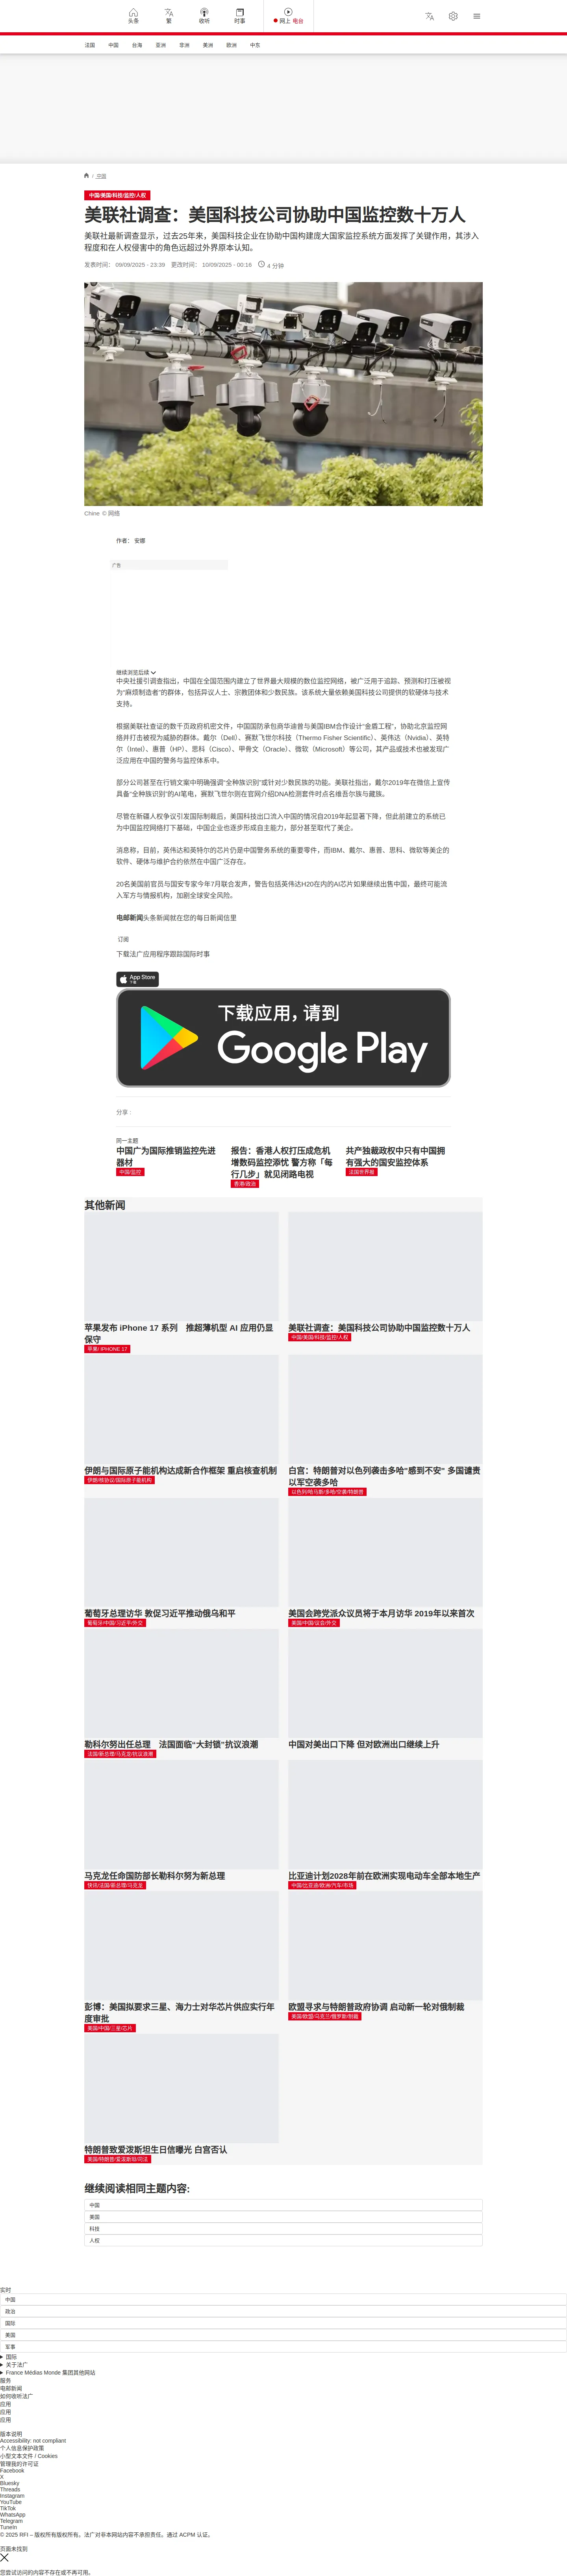 头条
繁
收听
时事
网上 电台
法国
中国
台海
亚洲
非洲
美洲
欧洲
中东
/ 中国
中国/美国/科技/监控/人权
美联社调查：美国科技公司协助中国监控数十万人
美联社最新调查显示，过去25年来，美国科技企业在协助中国构建庞大国家监控系统方面发挥了关键作用，其涉入
程度和在人权侵害中的角色远超过外界原本认知。
发表时间： 09/09/2025 - 23:39 更改时间： 10/09/2025 - 00:16 4 分钟
Chine © 网络
作者： 安娜
广告
继续浏览后续
中央社援引调查指出，中国在全国范围内建立了世界最大规模的数位监控网络，被广泛用于追踪、预测和打压被视
为“麻烦制造者”的群体，包括异议人士、宗教团体和少数民族。该系统大量依赖美国科技公司提供的软硬体与技术
支持。
根据美联社查证的数千页政府机密文件，中国国防承包商华迪曾与美国IBM合作设计“金盾工程”，协助北京监控网
络并打击被视为威胁的群体。戴尔（Dell）、赛默飞世尔科技（Thermo Fisher Scientific）、英伟达（Nvidia）、英特
尔（Intel）、惠普（HP）、思科（Cisco）、甲骨文（Oracle）、微软（Microsoft）等公司，其产品或技术也被发现广
泛应用在中国的警务与监控体系中。
部分公司甚至在行销文案中明确强调“全种族识别”或针对少数民族的功能。美联社指出，戴尔2019年在微信上宣传
具备“全种族识别”的AI笔电，赛默飞世尔则在官网介绍DNA检测套件时点名维吾尔族与藏族。
尽管在新疆人权争议引发国际制裁后，美国科技出口流入中国的情况自2019年起显著下降，但此前建立的系统已
为中国监控网络打下基础，中国企业也逐步形成自主能力，部分甚至取代了美企。
消息称，目前，英伟达和英特尔的芯片仍是中国警务系统的重要零件，而IBM、戴尔、惠普、思科、微软等美企的
软件、硬体与维护合约依然在中国广泛存在。
20名美国前官员与国安专家今年7月联合发声，警告包括英伟达H20在内的AI芯片如果继续出售中国，最终可能流
入军方与情报机构，加剧全球安全风险。
电邮新闻头条新闻就在您的每日新闻信里
订阅
下载法广应用程序跟踪国际时事
App Store
下载
下载应用，请到
Google Play
分享 :
同一主题
中国广为国际推销监控先进
器材
中国/监控
报告：香港人权打压成危机
增数码监控添忧 警方称「每
行几步」就见闭路电视
香港/政治
共产独裁政权中只有中国拥
有强大的国安监控体系
法国世界报
其他新闻
苹果发布 iPhone 17 系列　推超薄机型 AI 应用仍显
保守
苹果/ IPHONE 17
美联社调查：美国科技公司协助中国监控数十万人
中国/美国/科技/监控/人权
伊朗与国际原子能机构达成新合作框架 重启核查机制
伊朗/核协议/国际原子能机构
白宫：特朗普对以色列袭击多哈"感到不安" 多国谴责
以军空袭多哈
以色列/哈马斯/多哈/空袭/特朗普
葡萄牙总理访华 敦促习近平推动俄乌和平
葡萄牙/中国/习近平/外交
美国会跨党派众议员将于本月访华 2019年以来首次
美国/中国/议会/外交
勒科尔努出任总理　法国面临“大封锁”抗议浪潮
法国/新总理/马克龙/抗议浪潮
中国对美出口下降 但对欧洲出口继续上升
马克龙任命国防部长勒科尔努为新总理
快讯/法国/新总理/马克龙
比亚迪计划2028年前在欧洲实现电动车全部本地生产
中国/比亚迪/欧洲/汽车/市场
彭博：美国拟要求三星、海力士对华芯片供应实行年
度审批
美国/中国/三星/芯片
欧盟寻求与特朗普政府协调 启动新一轮对俄制裁
美国/欧盟/乌克兰/俄罗斯/制裁
特朗普致爱泼斯坦生日信曝光 白宫否认
美国/特朗普/爱泼斯坦/司法
继续阅读相同主题内容:
中国
美国
科技
人权
实时
中国
政治
国际
美国
军事
国际
关于法广
France Médias Monde 集团其他网站
服务
电邮新闻
如何收听法广
应用
应用
应用
版本说明
Accessibility: not compliant
个人信息保护政策
小型文本文件 / Cookies
管理我的许可证
Facebook
X
Bluesky
Threads
Instagram
YouTube
TikTok
WhatsApp
Telegram
TuneIn
© 2025 RFI – 版权所有版权所有。法广对非本网站内容不承担责任。通过 ACPM 认证。
页面未找到
您尝试访问的内容不存在或不再可用。